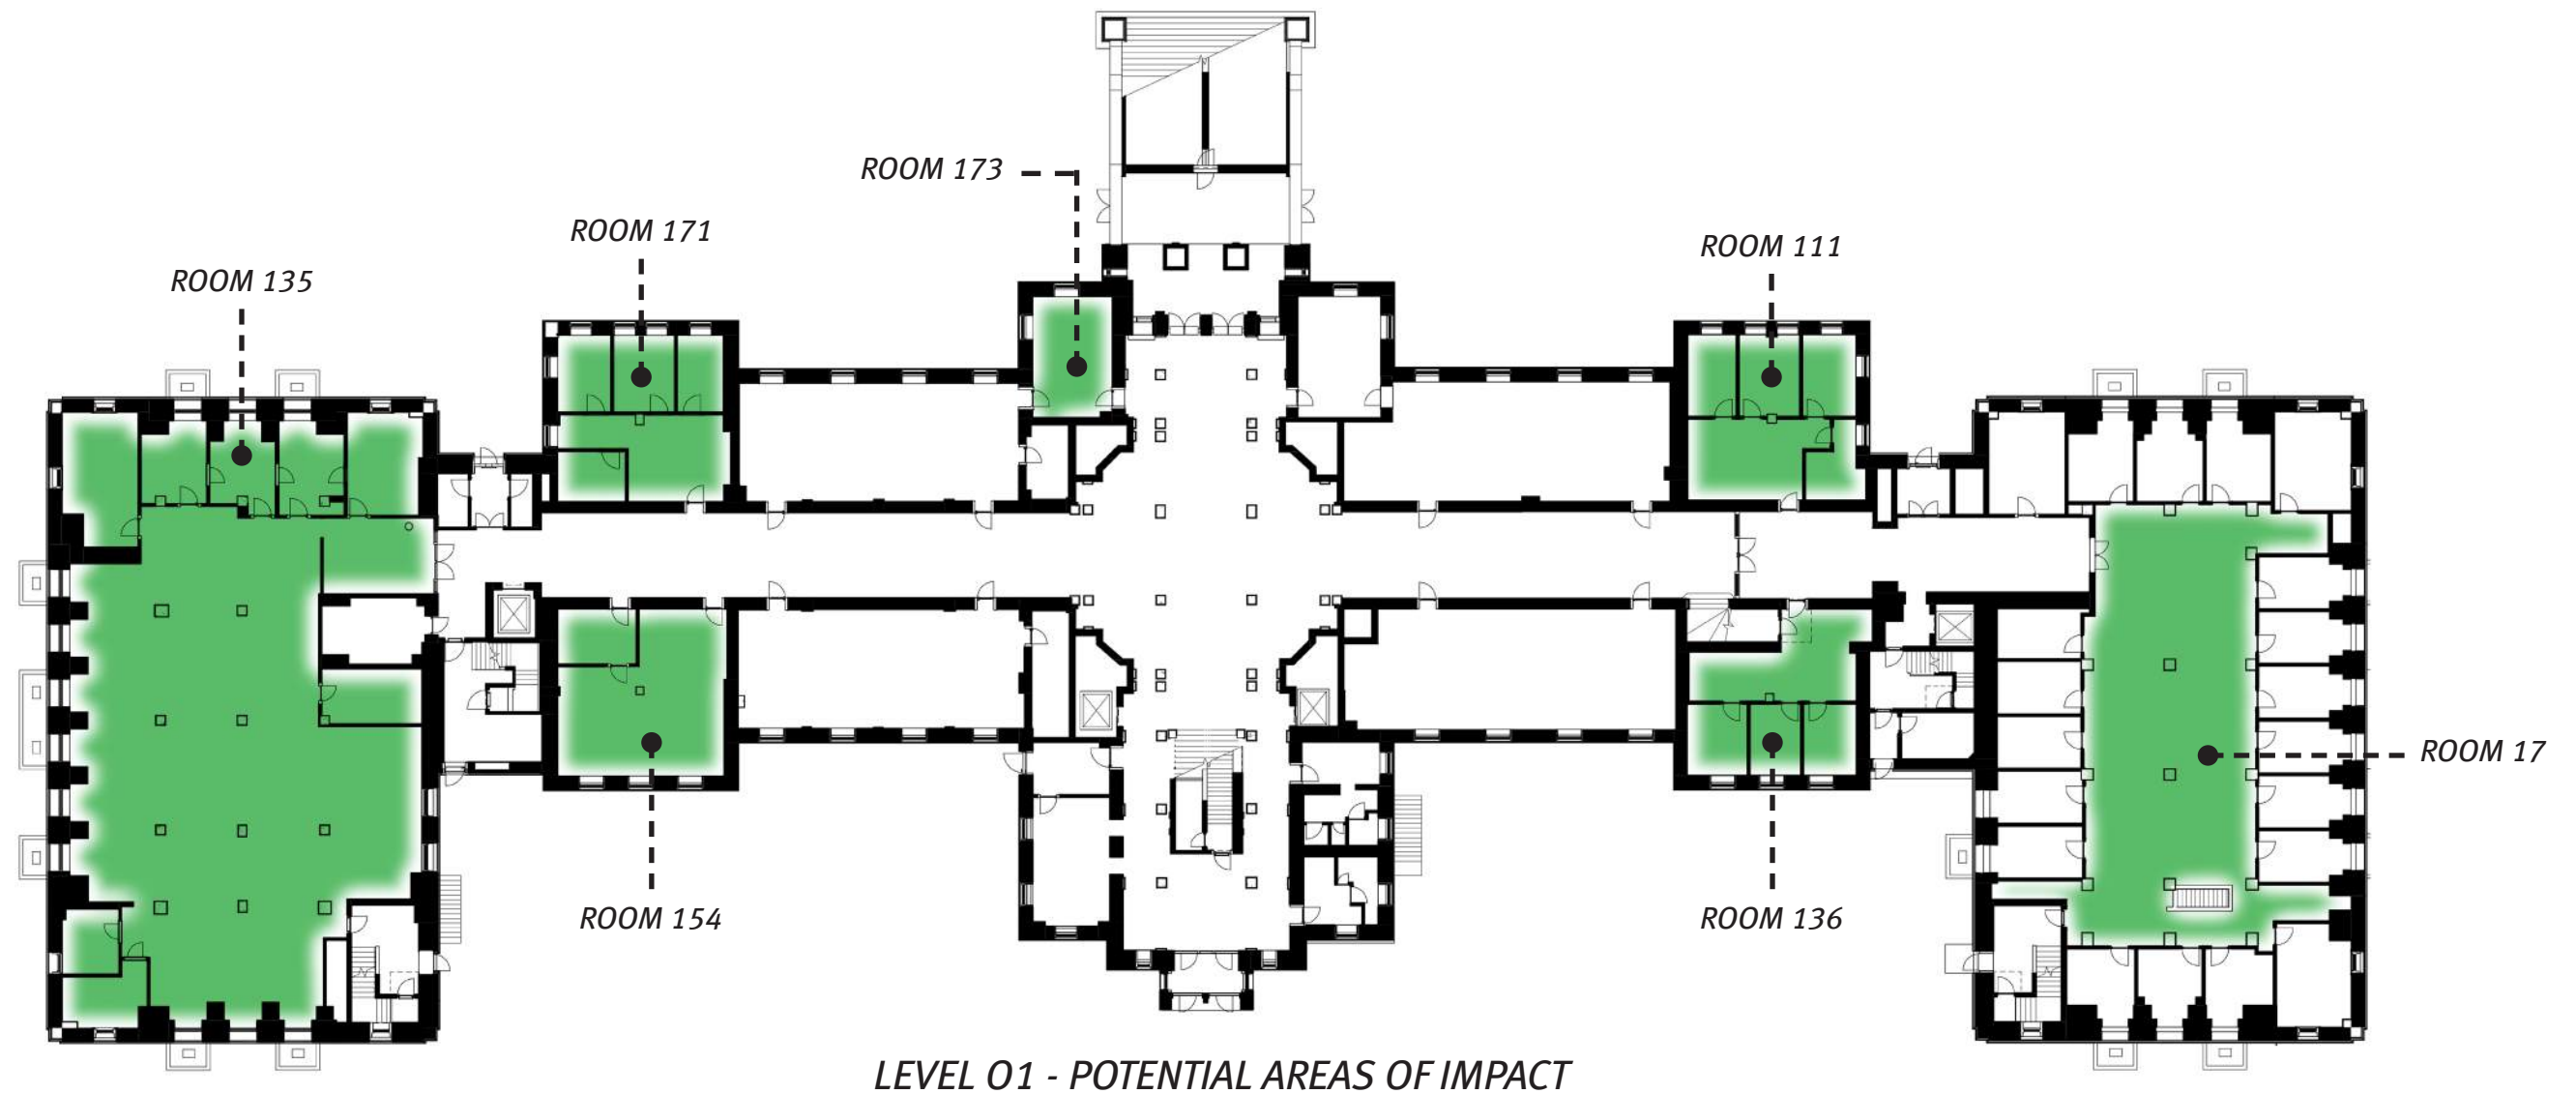 ROOM 173
ROOM 171
ROOM 111
ROOM 135
ROOM 17
ROOM 154
ROOM 136
LEVEL 01 - POTENTIAL AREAS OF IMPACT